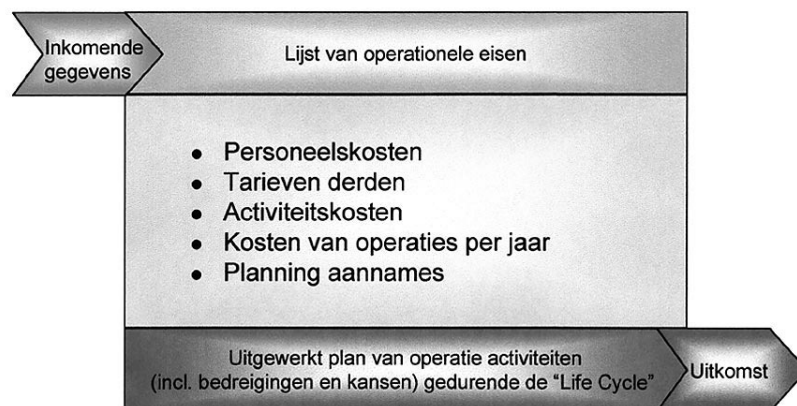 Inkomende
gegevens
Lijst van operationele eisen
• Personeelskosten
• Tarieven derden
• Activiteitskosten
• Kosten van operaties per jaar
• Planning aannames
Uitgewerkt plan van operatie activiteiten
(incl. bedreigingen en kansen) gedurende de “Life Cycle”
Uitkomst